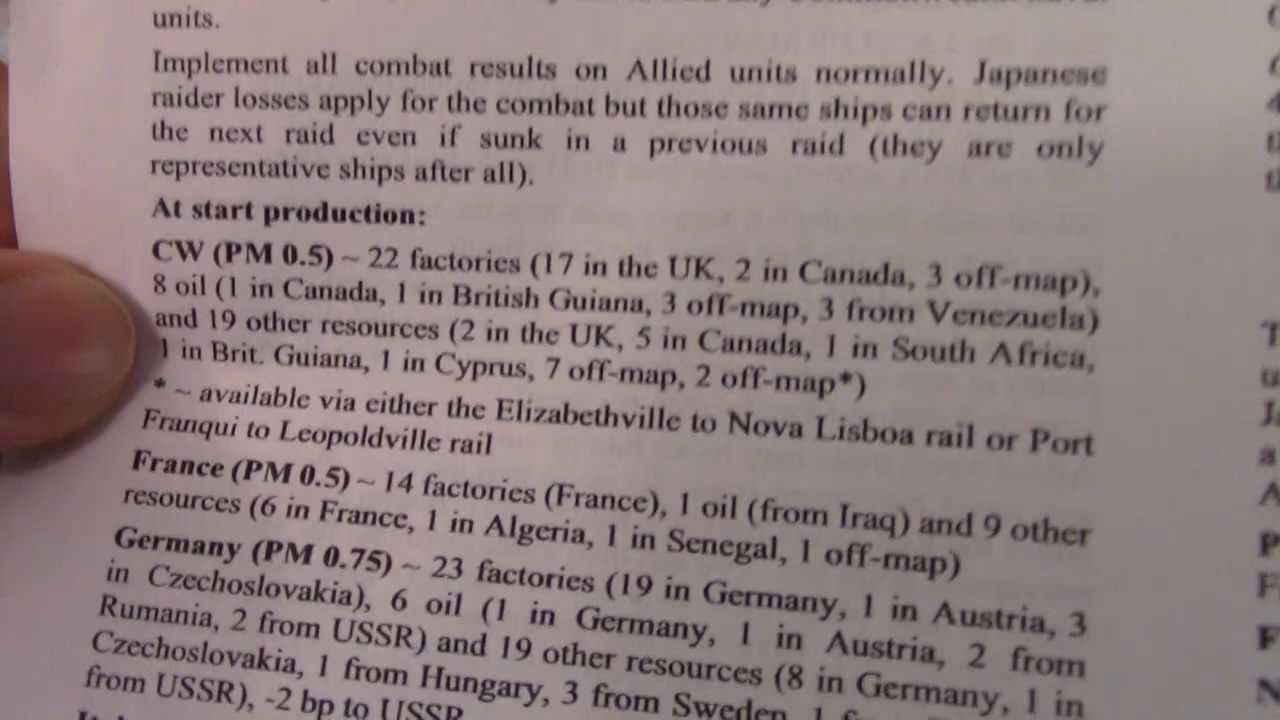 units.
Implement all combat results on Allied units normally. Japanese
raider losses apply for the combat but those same ships can return for
the next raid even if sunk in a previous raid (they are only
representative ships after all).
At start production:
CW (PM 0.5) ~ 22 factories (17 in the UK, 2 in Canada, 3 off-map),
8 oil (1 in Canada, 1 in British Guiana, 3 off-map, 3 from Venezuela)
and 19 other resources (2 in the UK, 5 in Canada, 1 in South Africa,
1 in Brit. Guiana, 1 in Cyprus, 7 off-map, 2 off-map*)
* ~ available via either the Elizabethville to Nova Lisboa rail or Port
Franqui to Leopoldville rail
France (PM 0.5) ~ 14 factories (France), 1 oil (from Iraq) and 9 other
resources (6 in France, 1 in Algeria, 1 in Senegal, 1 off-map)
Germany (PM 0.75) ~ 23 factories (19 in Germany, 1 in Austria, 3
in Czechoslovakia), 6 oil (1 in Germany, 1 in Austria, 2 from
Rumania, 2 from USSR) and 19 other resources (8 in Germany, 1 in
Czechoslovakia, 1 from Hungary, 3 from Sweden, 1
from USSR), -2 bp to USSR